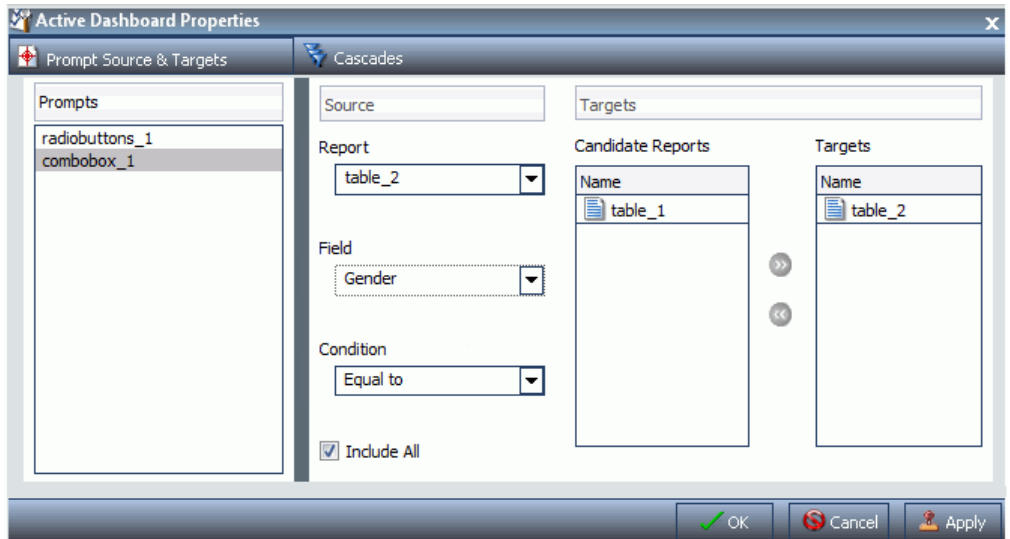 Active Dashboard Properties x
Prompt Source & Targets Cascades
Prompts
radiobuttons_1
combobox_1
Source
Report
table_2
Field
Gender
Condition
Equal to
Include All
Targets
Candidate Reports
Name
table_1
Targets
Name
table_2
OK Cancel Apply